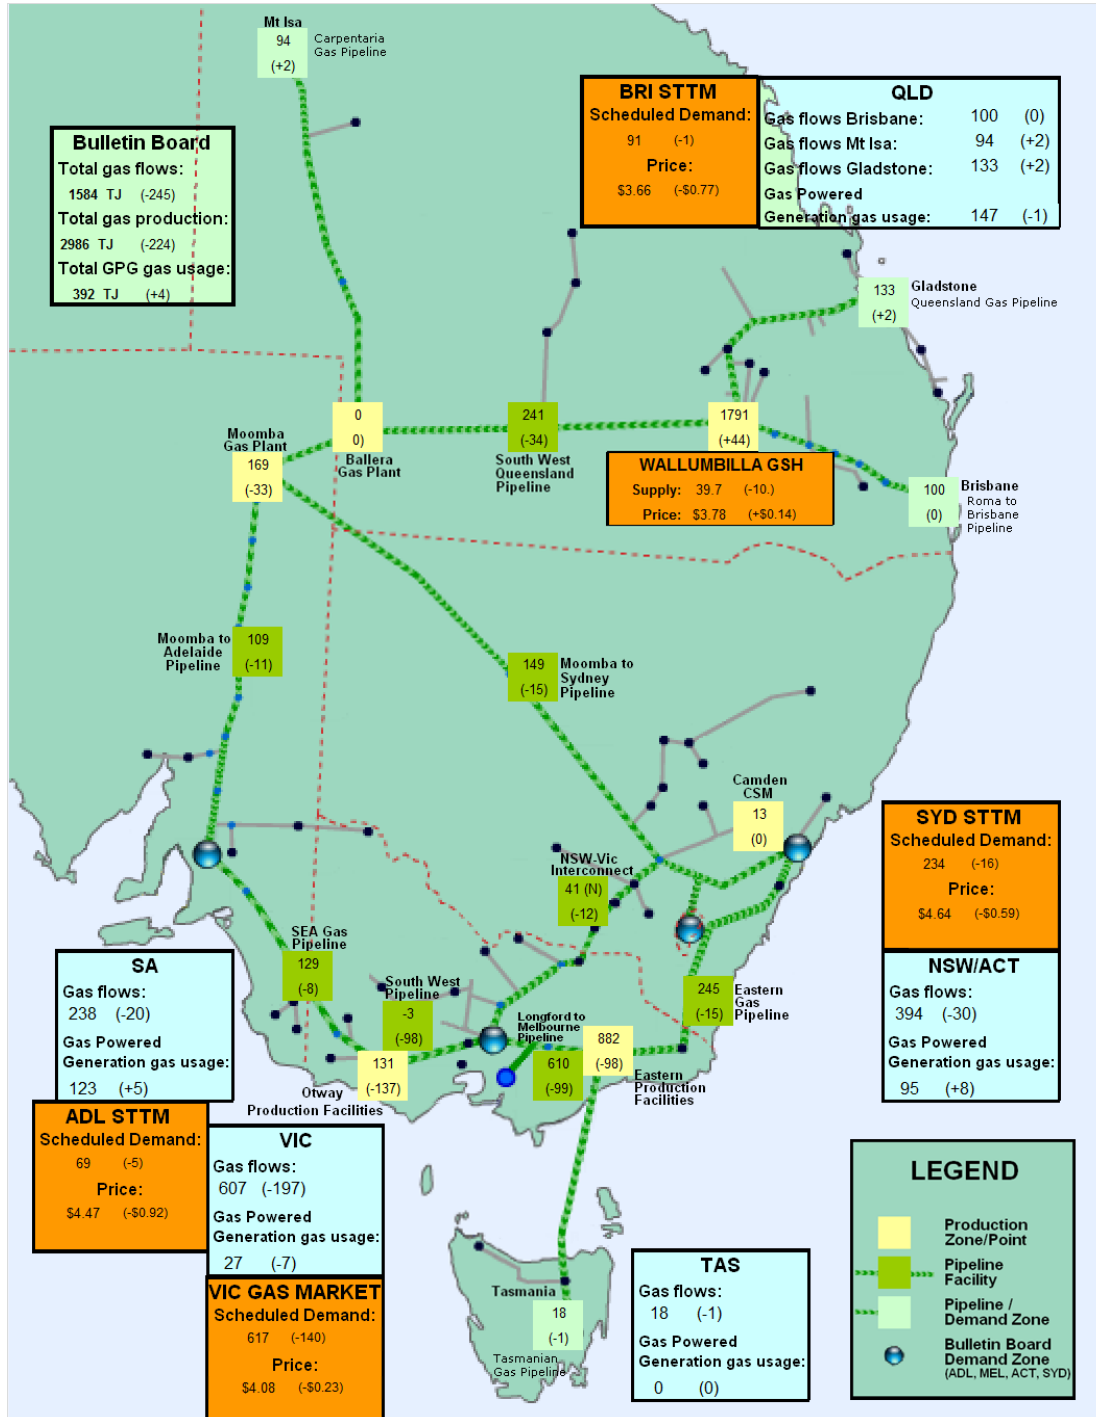 Mt Isa
94
(+2)
Carpentaria
Gas Pipeline
Bulletin Board
Total gas flows:
1584 TJ (-245)
Total gas production:
2986 TJ (-224)
Total GPG gas usage:
392 TJ (+4)
BRI STTM
Scheduled Demand:
91 (-1)
Price:
$3.66 (-$0.77)
QLD
Gas flows Brisbane: 100 (0)
Gas flows Mt Isa: 94 (+2)
Gas flows Gladstone: 133 (+2)
Gas Powered
Generation gas usage: 147 (-1)
133
(+2)
Gladstone
Queensland Gas Pipeline
0
0)
Ballera
Gas Plant
241
(-34)
South West
Queensland
Pipeline
1791
(+44)
Moomba
Gas Plant
169
(-33)
WALLUMBILLA GSH
Supply: 39.7 (-10.)
Price: $3.78 (+$0.14)
100
(0)
Brisbane
Roma to
Brisbane
Pipeline
Moomba to
Adelaide
Pipeline
109
(-11)
149
(-15)
Moomba to
Sydney
Pipeline
Camden
CSM
13
(0)
SYD STTM
Scheduled Demand:
234 (-16)
Price:
$4.64 (-$0.59)
NSW-Vic
Interconnect
41 (N)
(-12)
SEA Gas
Pipeline
129
(-8)
South West
Pipeline
-3
(-98)
Longford to
Melbourne
Pipeline
610
(-99)
882
(-98)
Eastern
Production
Facilities
245
(-15)
Eastern
Gas
Pipeline
NSW/ACT
Gas flows:
394 (-30)
Gas Powered
Generation gas usage:
95 (+8)
SA
Gas flows:
238 (-20)
Gas Powered
Generation gas usage:
123 (+5)
131
(-137)
Otway
Production Facilities
ADL STTM
Scheduled Demand:
69 (-5)
Price:
$4.47 (-$0.92)
VIC
Gas flows:
607 (-197)
Gas Powered
Generation gas usage:
27 (-7)
VIC GAS MARKET
Scheduled Demand:
617 (-140)
Price:
$4.08 (-$0.23)
Tasmania
18
(-1)
Tasmanian
Gas Pipeline
TAS
Gas flows:
18 (-1)
Gas Powered
Generation gas usage:
0 (0)
LEGEND
Production
Zone/Point
Pipeline
Facility
Pipeline /
Demand Zone
Bulletin Board
Demand Zone
(ADL, MEL, ACT, SYD)